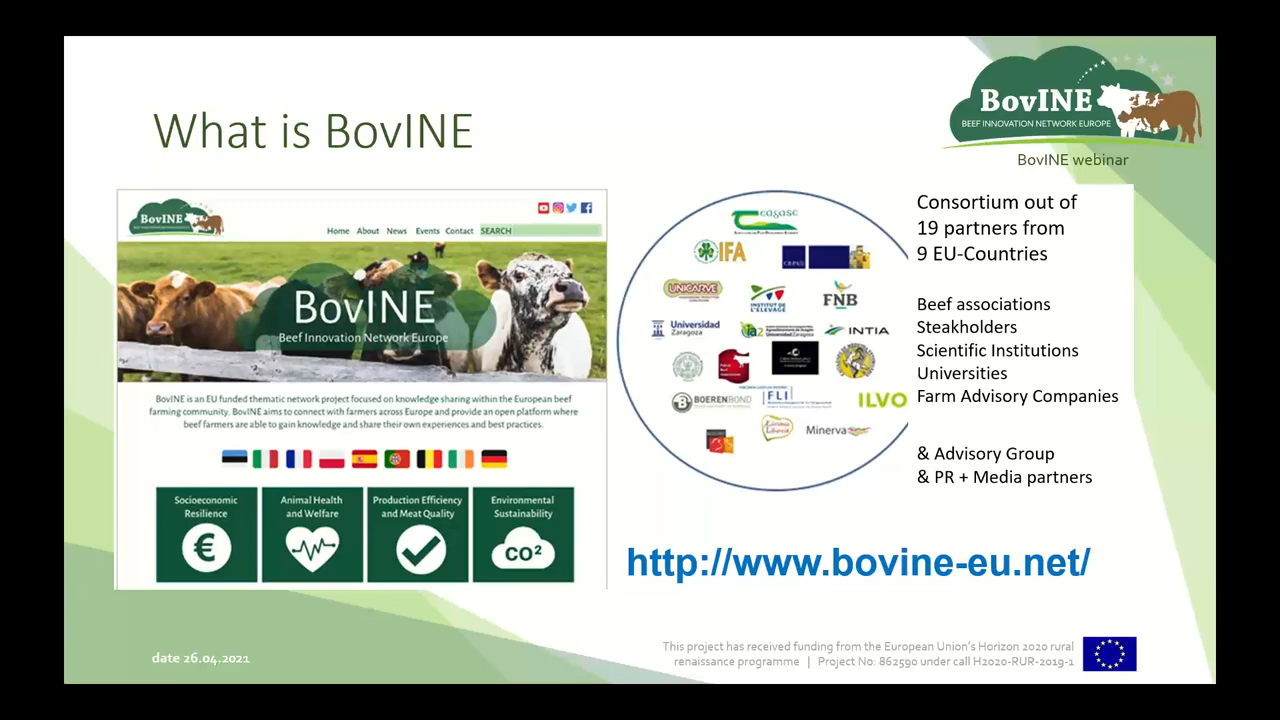 BovINE
BEEF INNOVATION NETWORK EUROPE
BovINE webinar
What is BovINE
BovINE
Home About News Events Contact SEARCH
BovINE
Beef Innovation Network Europe
BovINE is an EU funded thematic network project focused on knowledge sharing within the European beef
farming community. BovINE aims to connect with farmers across Europe and provide an open platform where
beef farmers are able to gain knowledge and share their own experiences and best practices.
Socioeconomic
Resilience
€
Animal Health
and Welfare
Production Efficiency
and Meat Quality
Environmental
Sustainability
CO²
teagasc
IFA
UNICARVE
INSTITUT DE
L'ELEVAGE
FNB
Universidad
Zaragoza
ia2
INTIA
BOERENBOND
FLI
ILVO
Minerva
Consortium out of
19 partners from
9 EU-Countries
Beef associations
Steakholders
Scientific Institutions
Universities
Farm Advisory Companies
& Advisory Group
& PR + Media partners
http://www.bovine-eu.net/
date 26.04.2021
This project has received funding from the European Union's Horizon 2020 rural
renaissance programme | Project No: 862590 under call H2020-RUR-2019-1